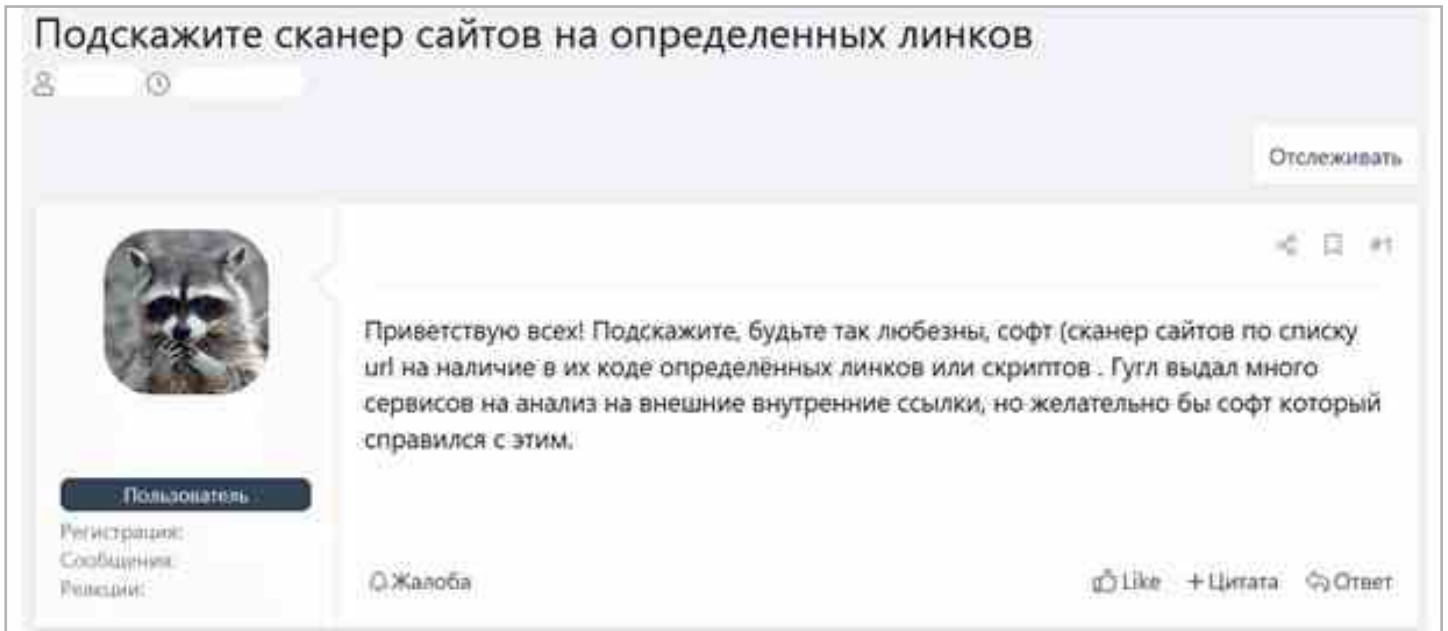 Подскажите сканер сайтов на определенных линков
Отслеживать
#1
Приветствую всех! Подскажите, будьте так любезны, софт (сканер сайтов по списку
url на наличие в их коде определённых линков или скриптов . Гугл выдал много
сервисов на анализ на внешние внутренние ссылки, но желательно бы софт который
справился с этим.
Пользователь
Регистрация:
Сообщения:
Реакции:
Жалоба
Like +Цитата Ответ